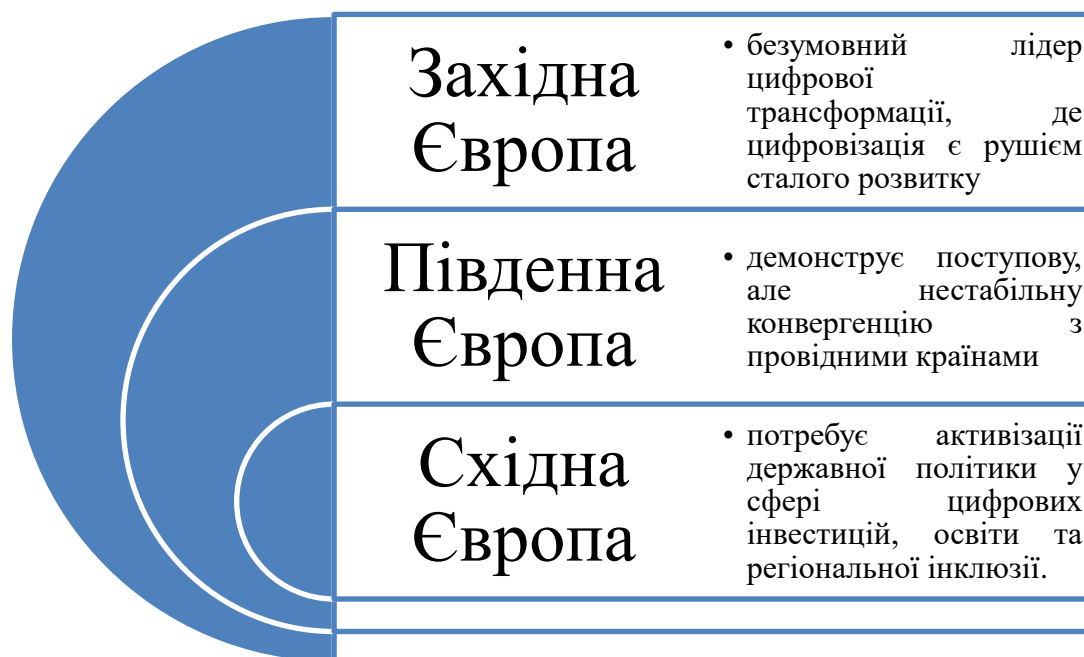 Західна
Європа
• безумовний лідер
цифрової
трансформації, де
цифровізація є рушієм
сталого розвитку
Південна
Європа
• демонструє поступову,
але нестабільну
конвергенцію з
провідними країнами
Східна
Європа
• потребує активізації
державної політики у
сфері цифрових
інвестицій, освіти та
регіональної інклюзії.